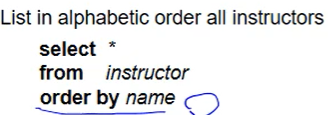 List in alphabetic order all instructors
select *
from instructor
order by name